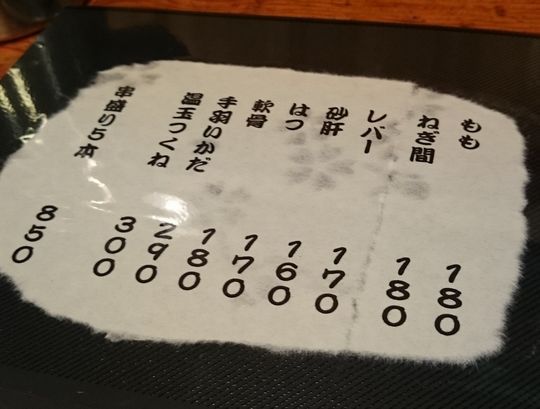 もも 180
ねぎ間 180
レバー 170
砂肝 160
はつ 170
軟骨 180
手羽いかだ 290
温玉つくね 300
串盛り5本 850